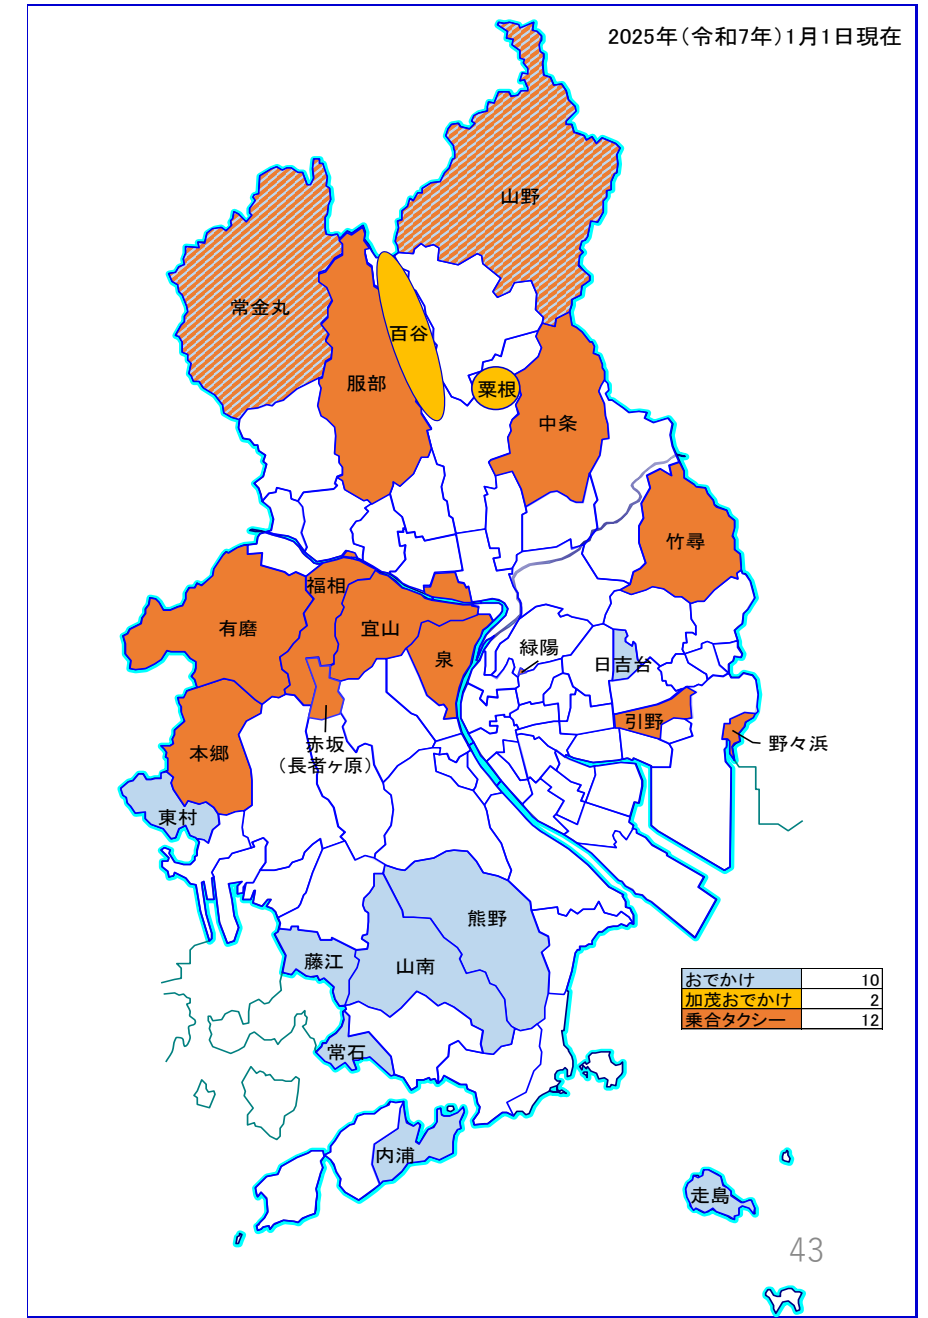 2025年（令和7年）1月1日現在
山野
常金丸
百谷
服部
粟根
中条
竹尋
福相
有磨
宜山
泉
緑陽
日吉台
引野
野々浜
赤坂
（長者ヶ原）
本郷
東村
熊野
藤江
山南
おでかけ 10
加茂おでかけ 2
乗合タクシー 12
常石
内浦
走島
43